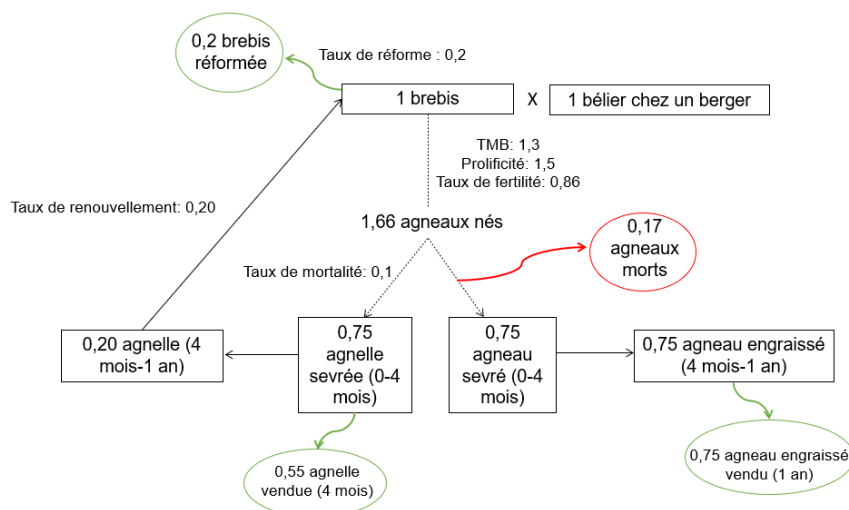 0,2 brebis
réformée
Taux de réforme : 0,2
1 brebis
X
1 bélier chez un berger
TMB: 1,3
Prolificité: 1,5
Taux de fertilité: 0,86
Taux de renouvellement: 0,20
1,66 agneaux nés
0,17
agneaux
morts
Taux de mortalité: 0,1
0,20 agnelle (4
mois-1 an)
0,75
agnelle
sevrée (0-4
mois)
0,75
agneau
sevré (0-4
mois)
0,75 agneau engraissé
(4 mois-1 an)
0,55 agnelle
vendue (4 mois)
0,75 agneau engraissé
vendu (1 an)